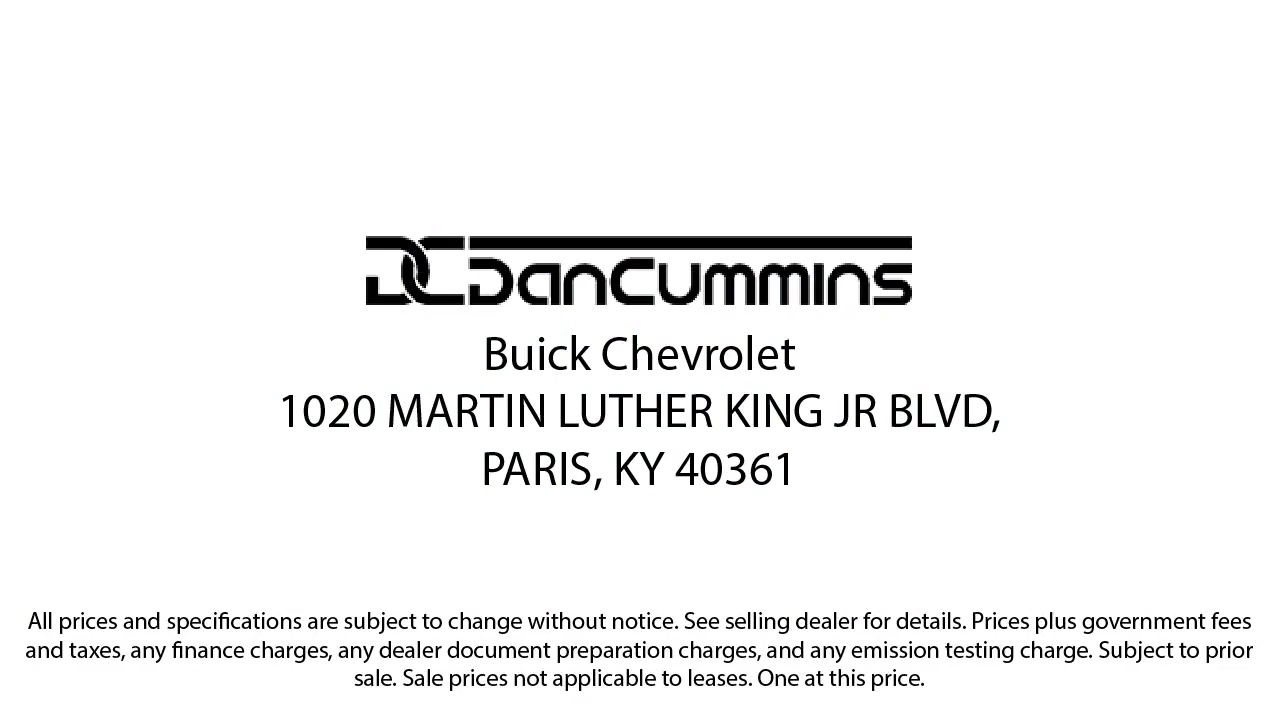 DC DanCummins
Buick Chevrolet
1020 MARTIN LUTHER KING JR BLVD,
PARIS, KY 40361
All prices and specifications are subject to change without notice. See selling dealer for details. Prices plus government fees
and taxes, any finance charges, any dealer document preparation charges, and any emission testing charge. Subject to prior
sale. Sale prices not applicable to leases. One at this price.